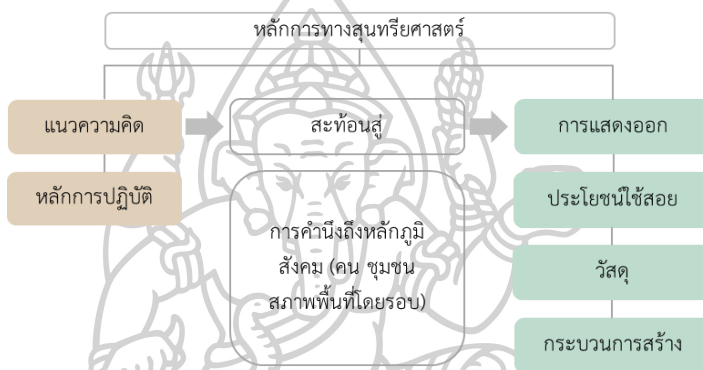 หลักการทางสุนทรียศาสตร์
แนวความคิด
สะท้อนสู่
การแสดงออก
หลักการปฏิบัติ
ประโยชน์ใช้สอย
การคำนึงถึงหลักภูมิ
สังคม (คน ชุมชน
สภาพพื้นที่โดยรอบ)
วัสดุ
กระบวนการสร้าง